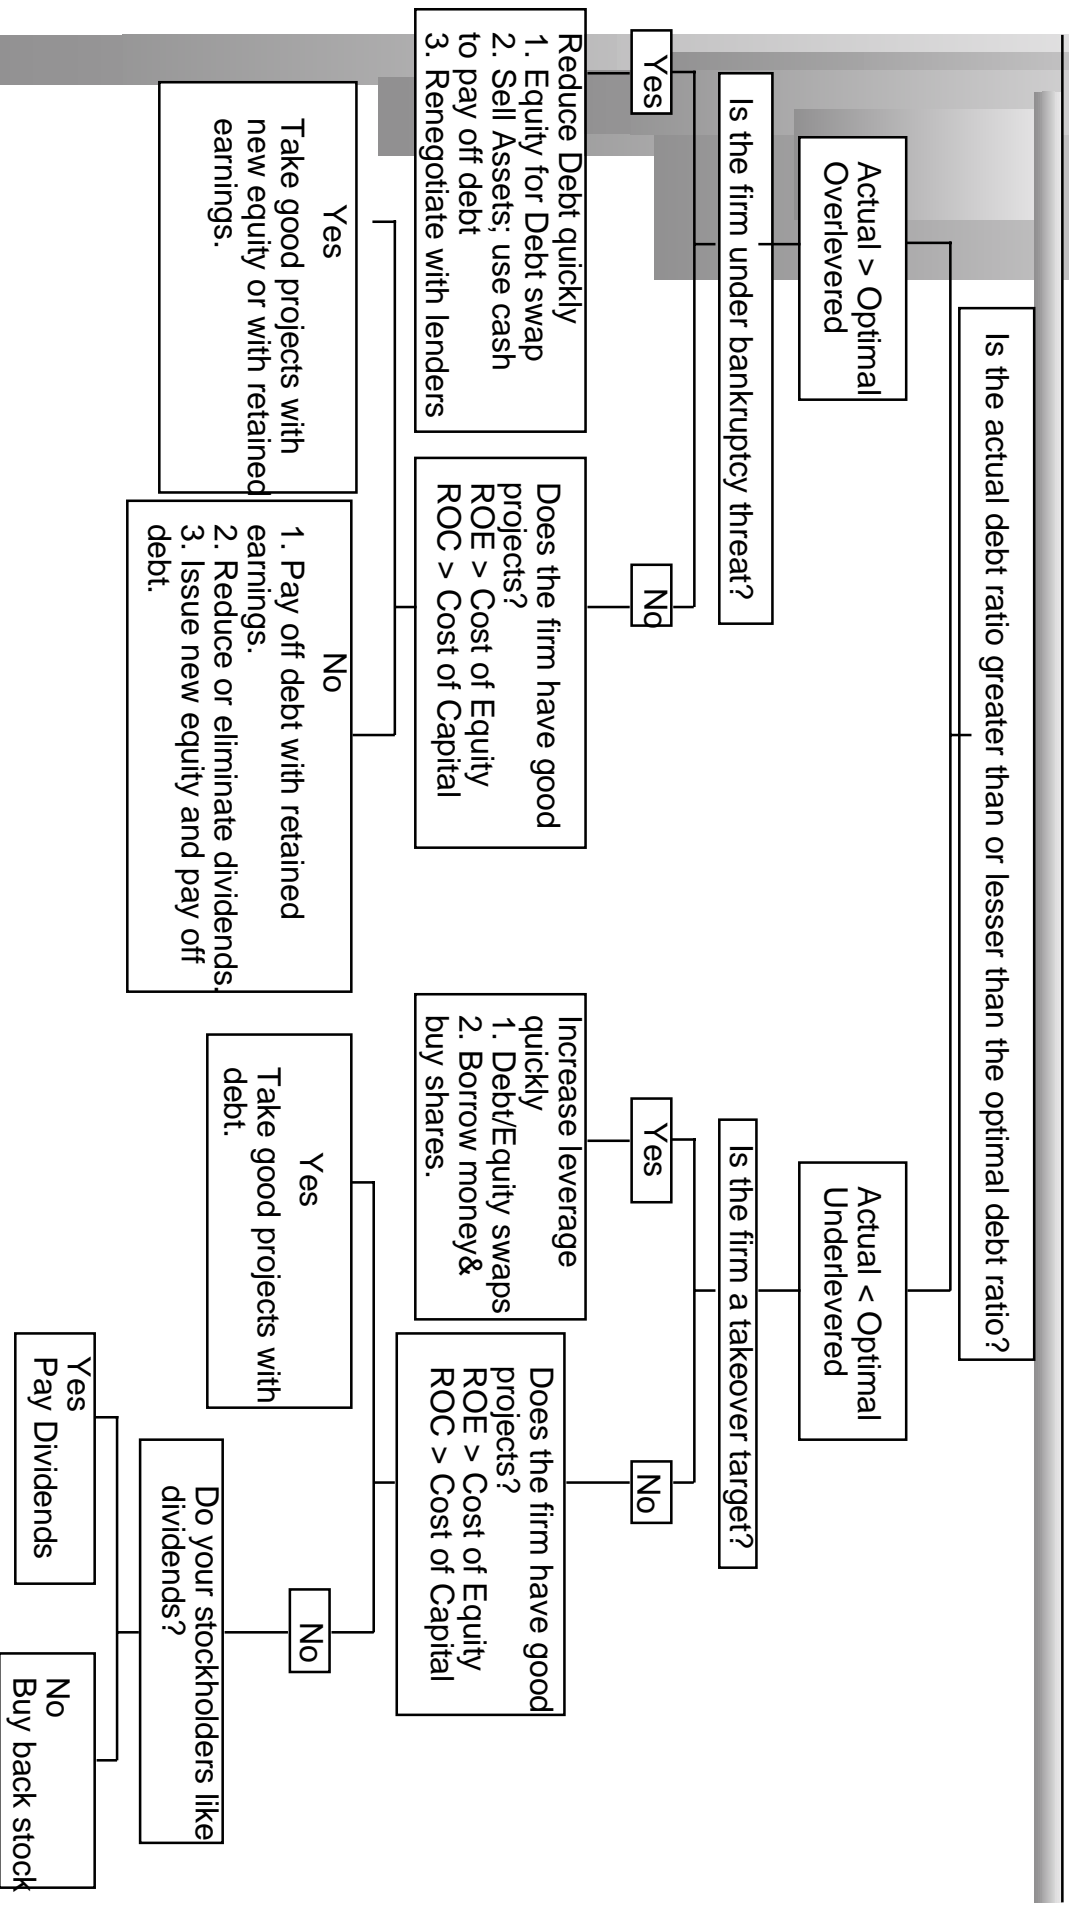 Is the actual debt ratio greater than or lesser than the optimal debt ratio?
Actual > Optimal
Overlevered
Actual < Optimal
Underlevered
Is the firm under bankruptcy threat?
Is the firm a takeover target?
Yes
No
Yes
No
Reduce Debt quickly
1. Equity for Debt swap
2. Sell Assets; use cash
to pay off debt
3. Renegotiate with lenders
Does the firm have good
projects?
ROE > Cost of Equity
ROC > Cost of Capital
Increase leverage
quickly
1. Debt/Equity swaps
2. Borrow money&
buy shares.
Does the firm have good
projects?
ROE > Cost of Equity
ROC > Cost of Capital
Yes
Take good projects with
new equity or with retained
earnings.
No
1. Pay off debt with retained
earnings.
2. Reduce or eliminate dividends.
3. Issue new equity and pay off
debt.
Yes
Take good projects with
debt.
No
Do your stockholders like
dividends?
Yes
Pay Dividends
No
Buy back stock